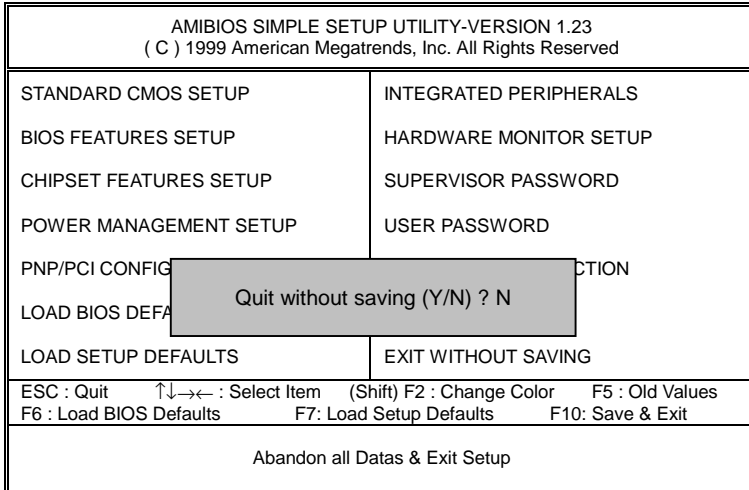 AMIBIOS SIMPLE SETUP UTILITY-VERSION 1.23
( C ) 1999 American Megatrends, Inc. All Rights Reserved
STANDARD CMOS SETUP
BIOS FEATURES SETUP
CHIPSET FEATURES SETUP
POWER MANAGEMENT SETUP
PNP/PCI CONFIG
LOAD BIOS DEFA
LOAD SETUP DEFAULTS
INTEGRATED PERIPHERALS
HARDWARE MONITOR SETUP
SUPERVISOR PASSWORD
USER PASSWORD
CTION
EXIT WITHOUT SAVING
Quit without saving (Y/N) ? N
ESC : Quit ↑↓→← : Select Item (Shift) F2 : Change Color F5 : Old Values
F6 : Load BIOS Defaults F7: Load Setup Defaults F10: Save & Exit
Abandon all Datas & Exit Setup